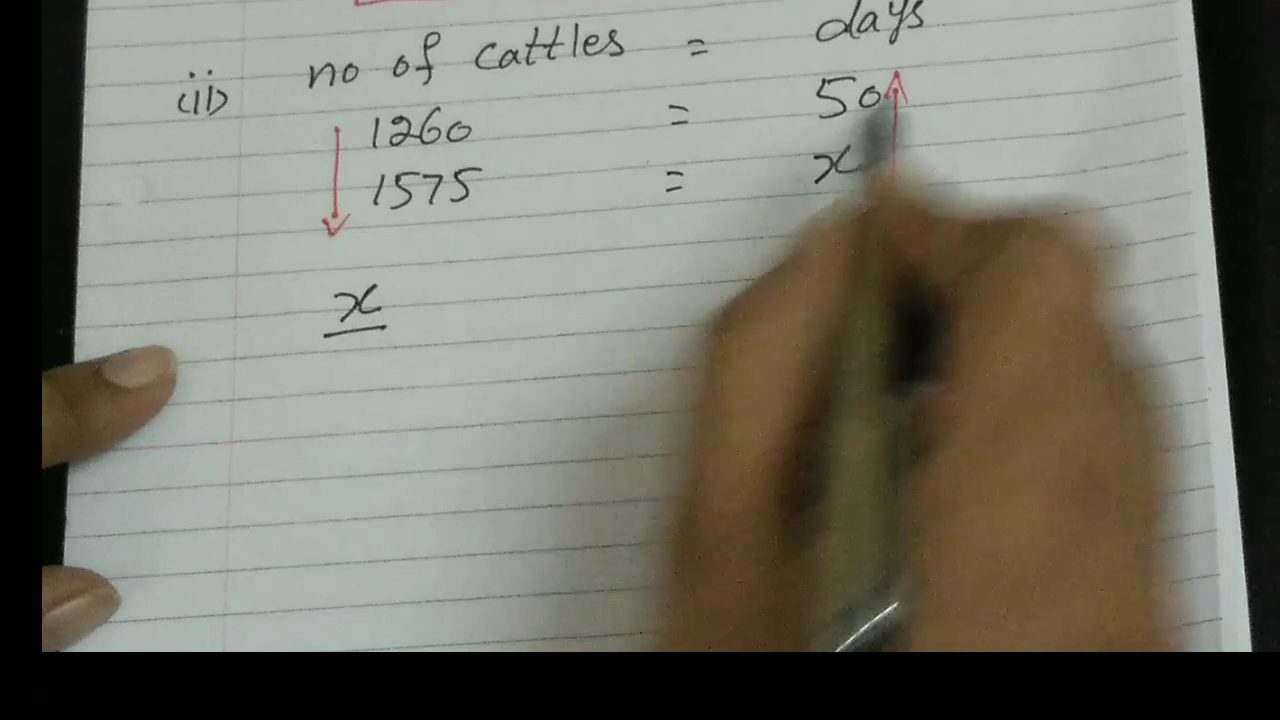 (ii) no of cattles = days
1260 = 50
1575 = x
x